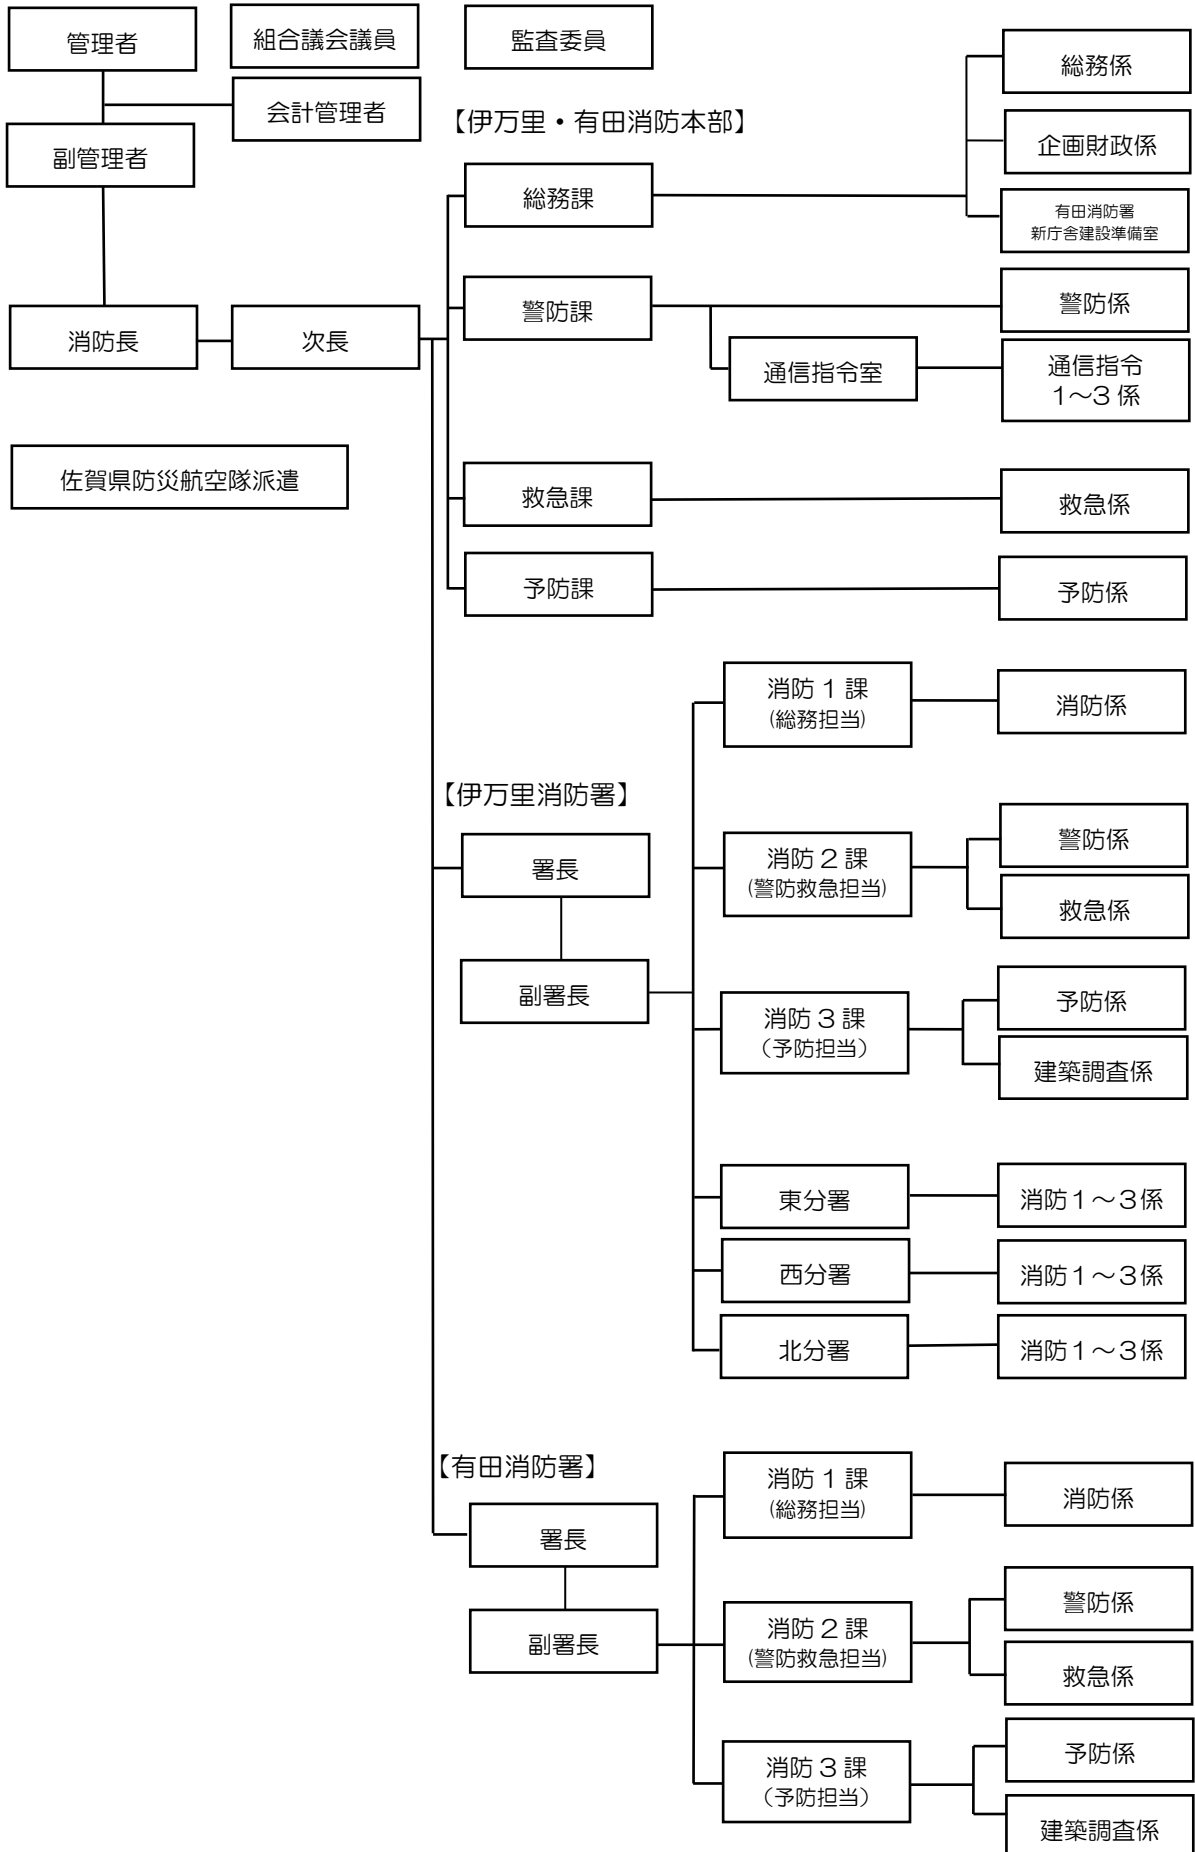 管理者
組合議会議員
監査委員
会計管理者
副管理者
【伊万里・有田消防本部】
総務課
総務係
企画財政係
有田消防署
新庁舎建設準備室
消防長
次長
警防課
警防係
通信指令室
通信指令
1～3係
佐賀県防災航空隊派遣
救急課
救急係
予防課
予防係
【伊万里消防署】
署長
副署長
消防1課
(総務担当)
消防係
消防2課
(警防救急担当)
警防係
救急係
消防3課
（予防担当）
予防係
建築調査係
東分署
消防1～3係
西分署
消防1～3係
北分署
消防1～3係
【有田消防署】
署長
副署長
消防1課
(総務担当)
消防係
消防2課
(警防救急担当)
警防係
救急係
消防3課
（予防担当）
予防係
建築調査係